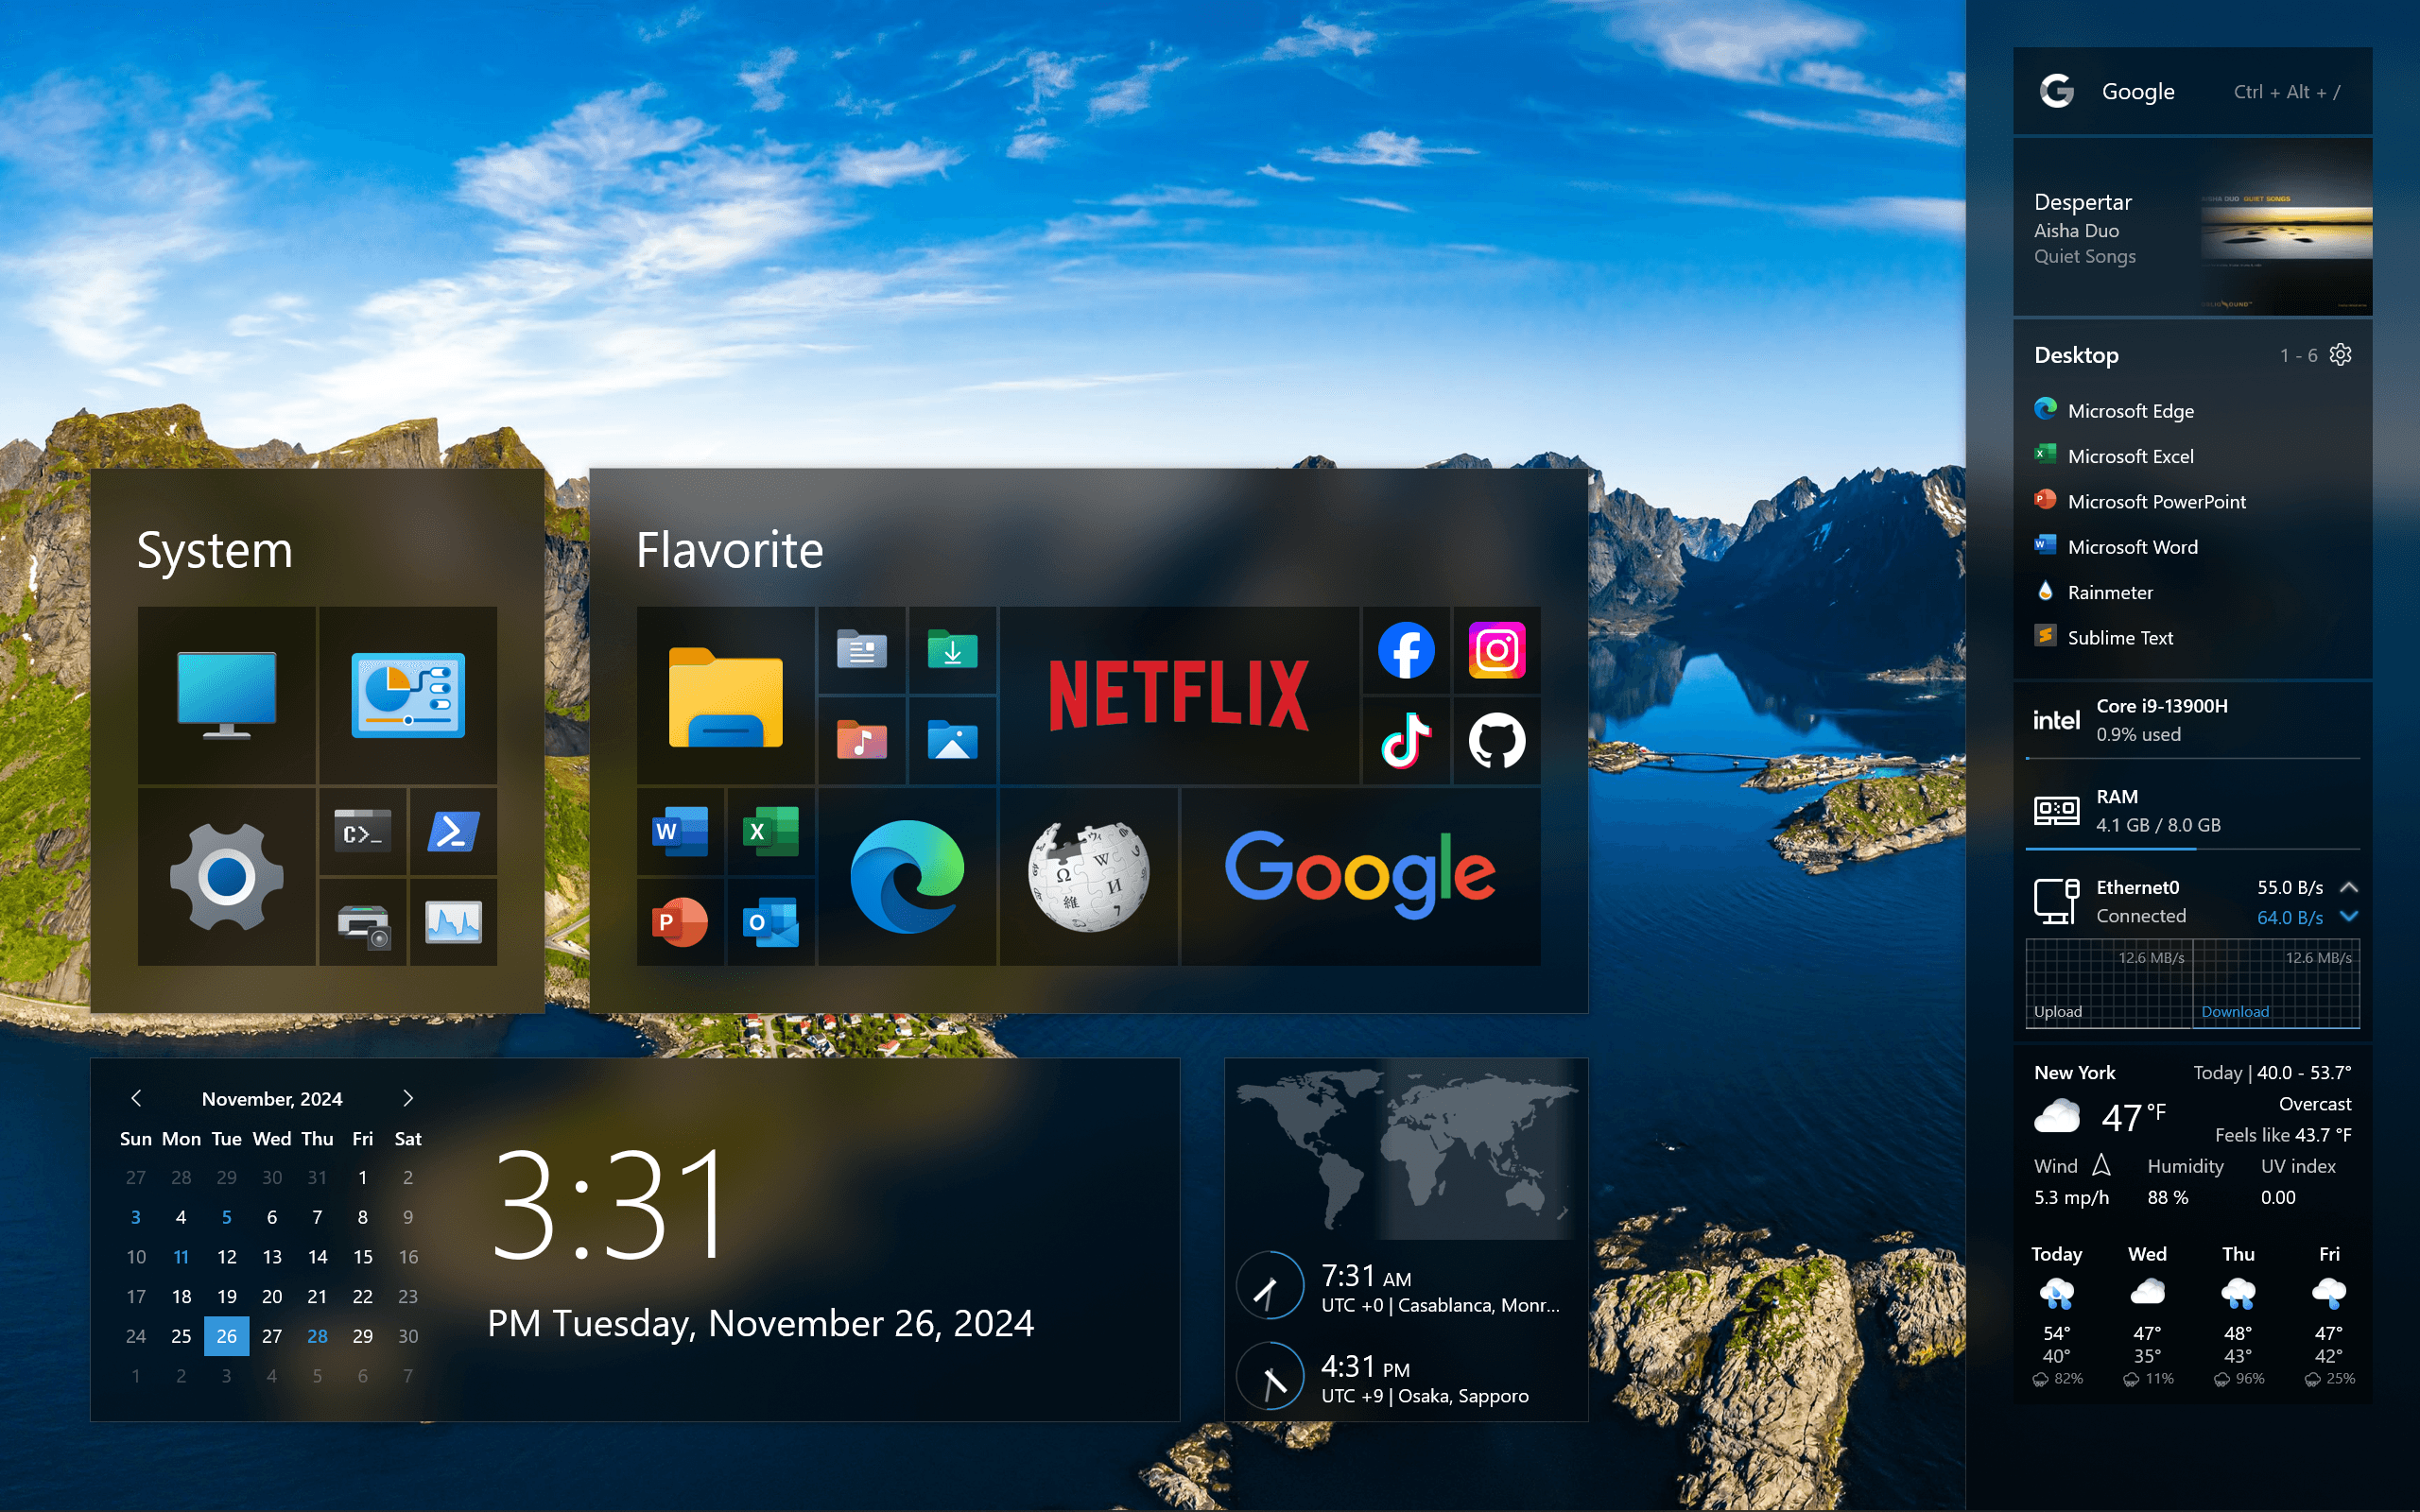 Google Ctrl + Alt + /
Despertar
Aisha Duo
Quiet Songs
AISHA DUO QUIET SONGS
Desktop 1 - 6
Microsoft Edge
Microsoft Excel
Microsoft PowerPoint
Microsoft Word
Rainmeter
Sublime Text
intel Core i9-13900H
0.9% used
RAM
4.1 GB / 8.0 GB
Ethernet0 55.0 B/s
Connected 64.0 B/s
12.6 MB/s 12.6 MB/s
Upload Download
New York Today | 40.0 - 53.7°
Overcast
47 °F
Feels like 43.7 °F
Wind Humidity UV index
5.3 mp/h 88 % 0.00
Today Wed Thu Fri
54° 47° 48° 47°
40° 35° 43° 42°
82% 11% 96% 25%
System
C>_
Flavorite
NETFLIX
W X
P O
Google
November, 2024
Sun Mon Tue Wed Thu Fri Sat
27 28 29 30 31 1 2
3 4 5 6 7 8 9
10 11 12 13 14 15 16
17 18 19 20 21 22 23
24 25 26 27 28 29 30
1 2 3 4 5 6 7
3:31
PM Tuesday, November 26, 2024
7:31 AM
UTC +0 | Casablanca, Monr...
4:31 PM
UTC +9 | Osaka, Sapporo